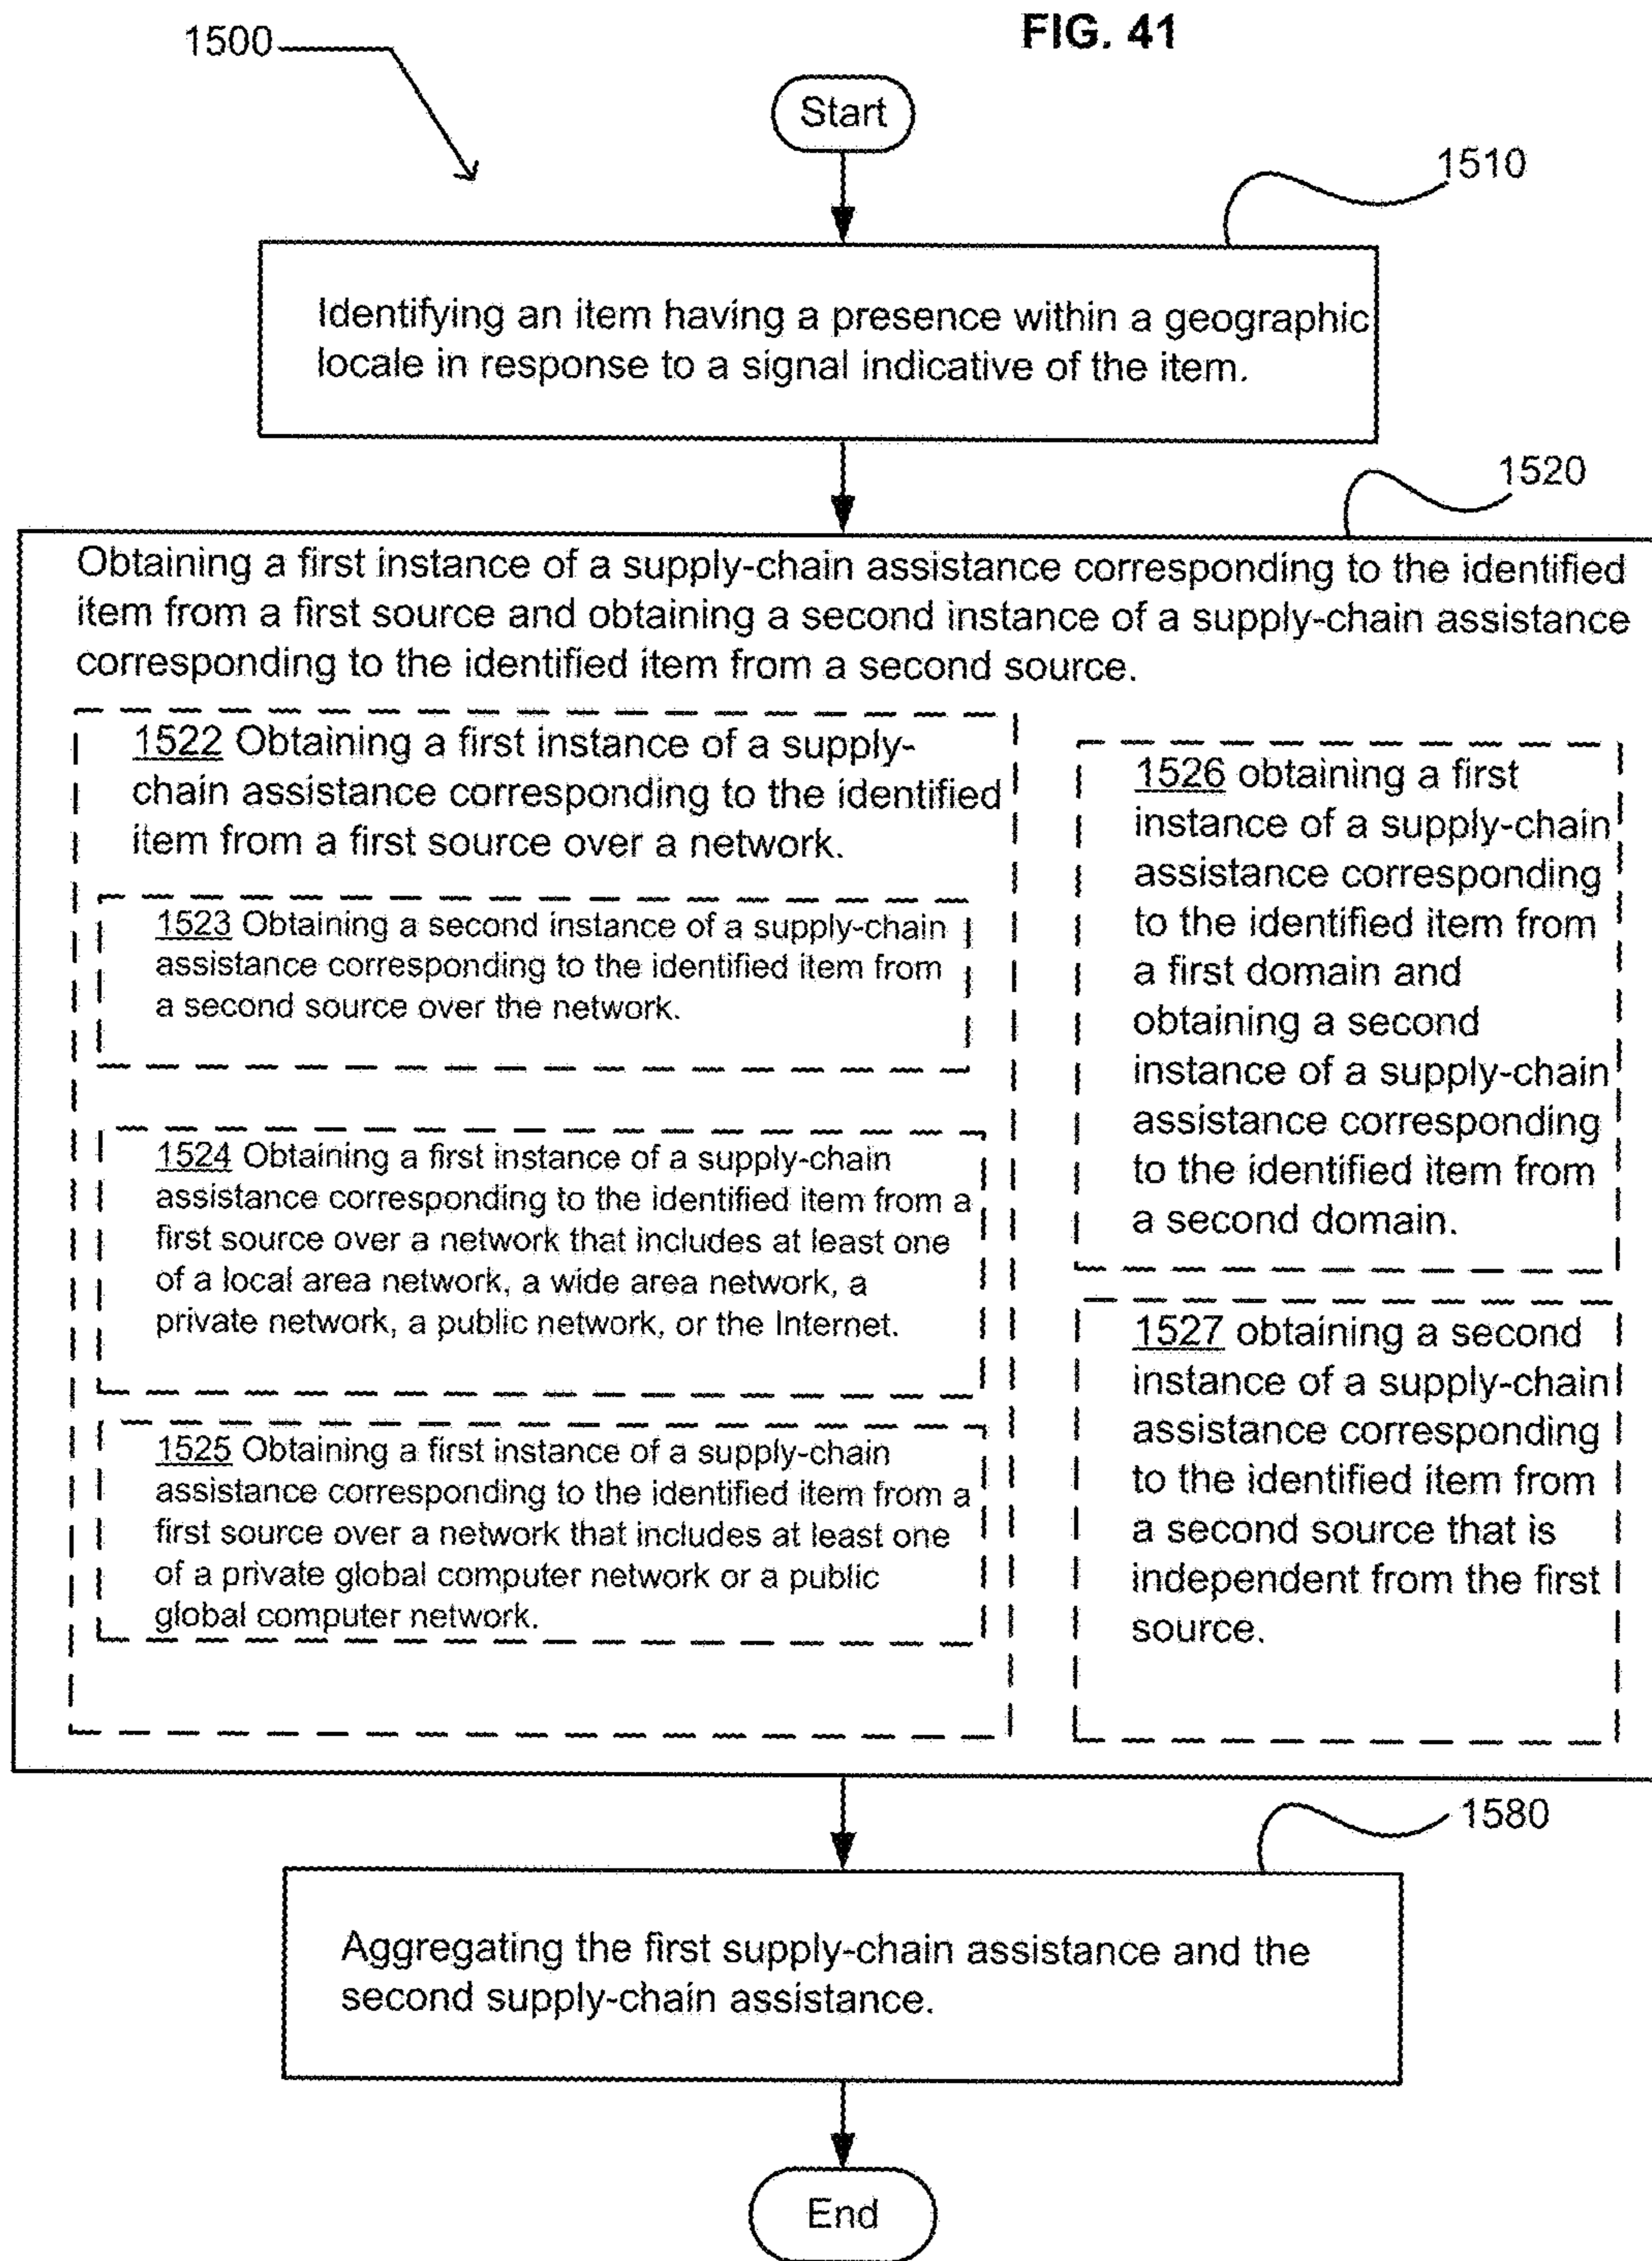 FIG. 41
1500
Start
1510
Identifying an item having a presence within a geographic
locale in response to a signal indicative of the item.
1520
Obtaining a first instance of a supply-chain assistance corresponding to the identified
item from a first source and obtaining a second instance of a supply-chain assistance
corresponding to the identified item from a second source.
1522 Obtaining a first instance of a supply-
chain assistance corresponding to the identified
item from a first source over a network.
1523 Obtaining a second instance of a supply-chain
assistance corresponding to the identified item from
a second source over the network.
1524 Obtaining a first instance of a supply-chain
assistance corresponding to the identified item from a
first source over a network that includes at least one
of a local area network, a wide area network, a
private network, a public network, or the Internet.
1525 Obtaining a first instance of a supply-chain
assistance corresponding to the identified item from a
first source over a network that includes at least one
of a private global computer network or a public
global computer network.
1526 obtaining a first
instance of a supply-chain
assistance corresponding
to the identified item from
a first domain and
obtaining a second
instance of a supply-chain
assistance corresponding
to the identified item from
a second domain.
1527 obtaining a second
instance of a supply-chain
assistance corresponding
to the identified item from
a second source that is
independent from the first
source.
1580
Aggregating the first supply-chain assistance and the
second supply-chain assistance.
End